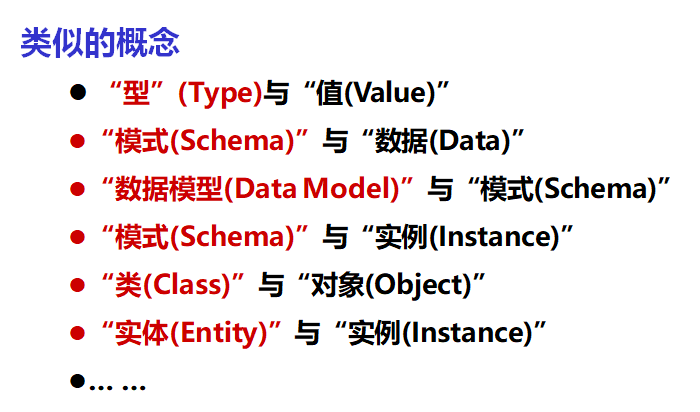 类似的概念
● “型”(Type)与“值(Value)”
● “模式(Schema)”与“数据(Data)”
● “数据模型(Data Model)”与“模式(Schema)”
● “模式(Schema)”与“实例(Instance)”
● “类(Class)”与“对象(Object)”
● “实体(Entity)”与“实例(Instance)”
●… …